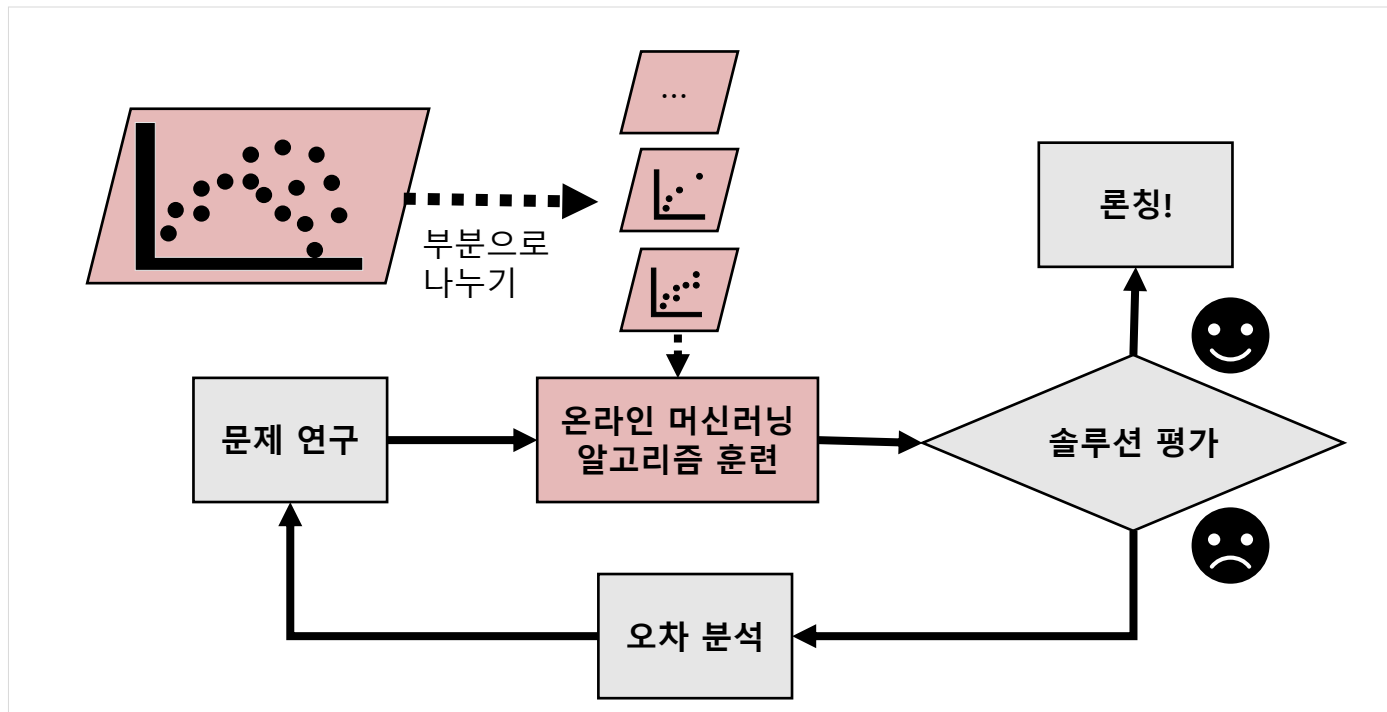 ...
부분으로
나누기
론칭!
문제 연구
온라인 머신러닝
알고리즘 훈련
솔루션 평가
오차 분석